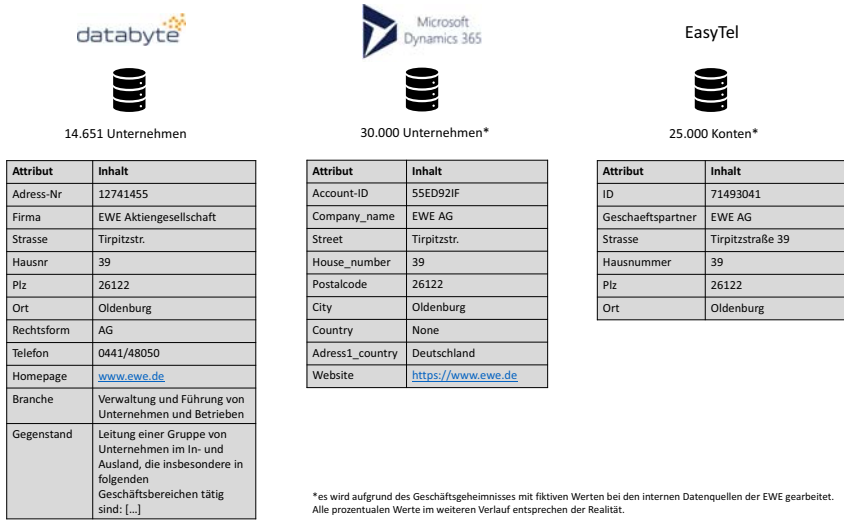 databyte
14.651 Unternehmen
Attribut Inhalt
Adress-Nr 12741455
Firma EWE Aktiengesellschaft
Strasse Tirpitzstr.
Hausnr 39
Plz 26122
Ort Oldenburg
Rechtsform AG
Telefon 0441/48050
Homepage www.ewe.de
Branche Verwaltung und Führung von
Unternehmen und Betrieben
Gegenstand Leitung einer Gruppe von
Unternehmen im In- und
Ausland, die insbesondere in
folgenden
Geschäftsbereichen tätig
sind: […]
Microsoft
Dynamics 365
30.000 Unternehmen*
Attribut Inhalt
Account-ID 55ED92IF
Company_name EWE AG
Street Tirpitzstr.
House_number 39
Postalcode 26122
City Oldenburg
Country None
Adress1_country Deutschland
Website https://www.ewe.de
EasyTel
25.000 Konten*
Attribut Inhalt
ID 71493041
Geschaeftspartner EWE AG
Strasse Tirpitzstraße 39
Hausnummer 39
Plz 26122
Ort Oldenburg
*es wird aufgrund des Geschäftsgeheimnisses mit fiktiven Werten bei den internen Datenquellen der EWE gearbeitet.
Alle prozentualen Werte im weiteren Verlauf entsprechen der Realität.